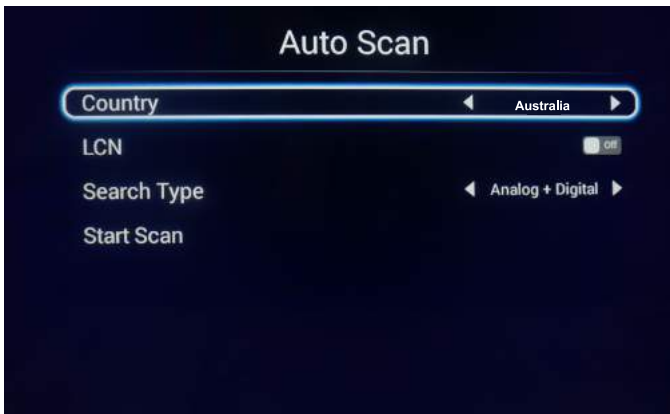 Auto Scan
Country Australia
LCN Off
Search Type Analog + Digital
Start Scan